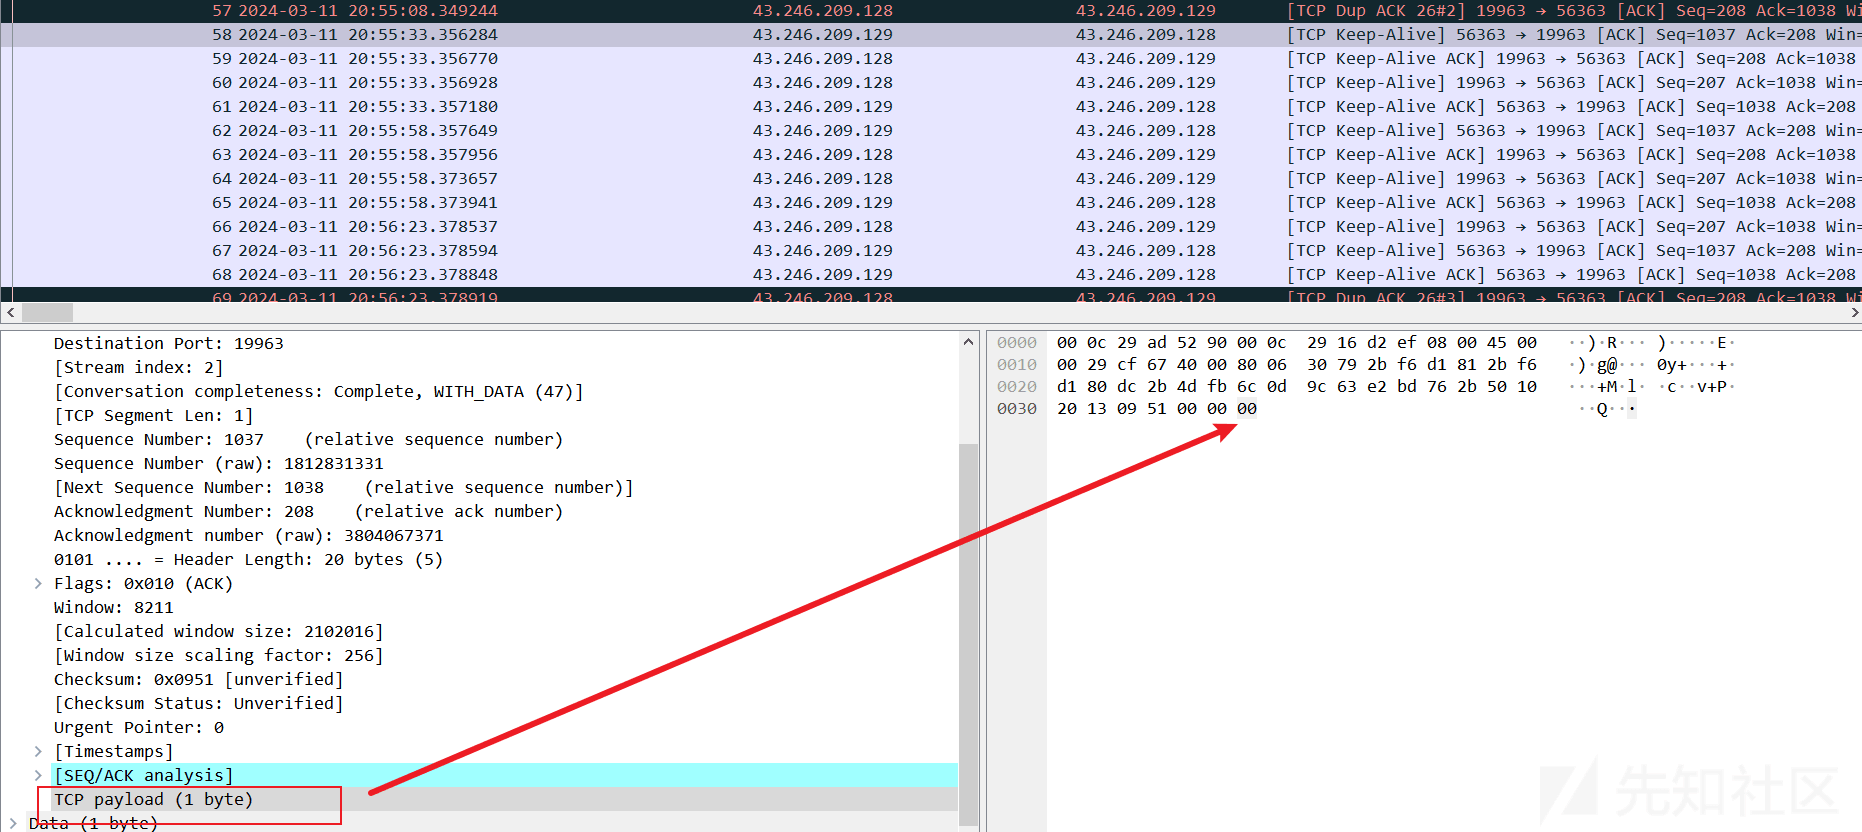 57 2024-03-11 20:55:08.349244 43.246.209.128 43.246.209.129 [TCP Dup ACK 26#2] 19963 → 56363 [ACK] Seq=208 Ack=1038 Wi
58 2024-03-11 20:55:33.356284 43.246.209.129 43.246.209.128 [TCP Keep-Alive] 56363 → 19963 [ACK] Seq=1037 Ack=208 Win=
59 2024-03-11 20:55:33.356770 43.246.209.128 43.246.209.129 [TCP Keep-Alive ACK] 19963 → 56363 [ACK] Seq=208 Ack=1038
60 2024-03-11 20:55:33.356928 43.246.209.128 43.246.209.129 [TCP Keep-Alive] 19963 → 56363 [ACK] Seq=207 Ack=1038 Win=
61 2024-03-11 20:55:33.357180 43.246.209.129 43.246.209.128 [TCP Keep-Alive ACK] 56363 → 19963 [ACK] Seq=1038 Ack=208
62 2024-03-11 20:55:58.357649 43.246.209.129 43.246.209.128 [TCP Keep-Alive] 56363 → 19963 [ACK] Seq=1037 Ack=208 Win=
63 2024-03-11 20:55:58.357956 43.246.209.128 43.246.209.129 [TCP Keep-Alive ACK] 19963 → 56363 [ACK] Seq=208 Ack=1038
64 2024-03-11 20:55:58.373657 43.246.209.128 43.246.209.129 [TCP Keep-Alive] 19963 → 56363 [ACK] Seq=207 Ack=1038 Win=
65 2024-03-11 20:55:58.373941 43.246.209.129 43.246.209.128 [TCP Keep-Alive ACK] 56363 → 19963 [ACK] Seq=1038 Ack=208
66 2024-03-11 20:56:23.378537 43.246.209.128 43.246.209.129 [TCP Keep-Alive] 19963 → 56363 [ACK] Seq=207 Ack=1038 Win=
67 2024-03-11 20:56:23.378594 43.246.209.129 43.246.209.128 [TCP Keep-Alive] 56363 → 19963 [ACK] Seq=1037 Ack=208 Win=
68 2024-03-11 20:56:23.378848 43.246.209.129 43.246.209.128 [TCP Keep-Alive ACK] 56363 → 19963 [ACK] Seq=1038 Ack=208
69 2024-03-11 20:56:23.378919 43.246.209.128 43.246.209.129 [TCP Dup ACK 26#3] 19963 → 56363 [ACK] Seq=208 Ack=1038 Wi
Destination Port: 19963
[Stream index: 2]
[Conversation completeness: Complete, WITH_DATA (47)]
[TCP Segment Len: 1]
Sequence Number: 1037    (relative sequence number)
Sequence Number (raw): 1812831331
[Next Sequence Number: 1038    (relative sequence number)]
Acknowledgment Number: 208    (relative ack number)
Acknowledgment number (raw): 3804067371
0101 .... = Header Length: 20 bytes (5)
Flags: 0x010 (ACK)
Window: 8211
[Calculated window size: 2102016]
[Window size scaling factor: 256]
Checksum: 0x0951 [unverified]
[Checksum Status: Unverified]
Urgent Pointer: 0
[Timestamps]
[SEQ/ACK analysis]
TCP payload (1 byte)
Data (1 byte)
0000 00 0c 29 ad 52 90 00 0c 29 16 d2 ef 08 00 45 00 ··)·R··· )·····E·
0010 00 29 cf 67 40 00 80 06 30 79 2b f6 d1 81 2b f6 ·)·g@··· 0y+···+·
0020 d1 80 dc 2b 4d fb 6c 0d 9c 63 e2 bd 76 2b 50 10 ···+M·l· ·c··v+P·
0030 20 13 09 51 00 00 00 ··Q···
先知社区